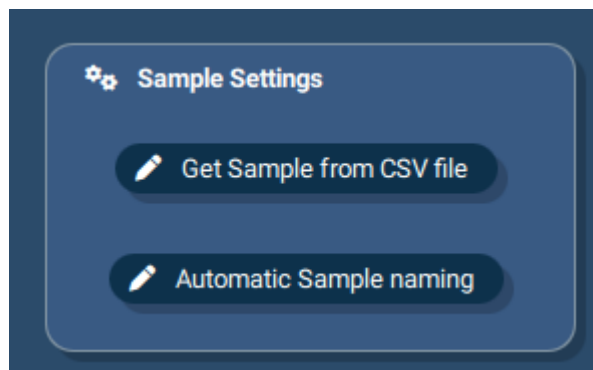 Sample Settings
Get Sample from CSV file
Automatic Sample naming